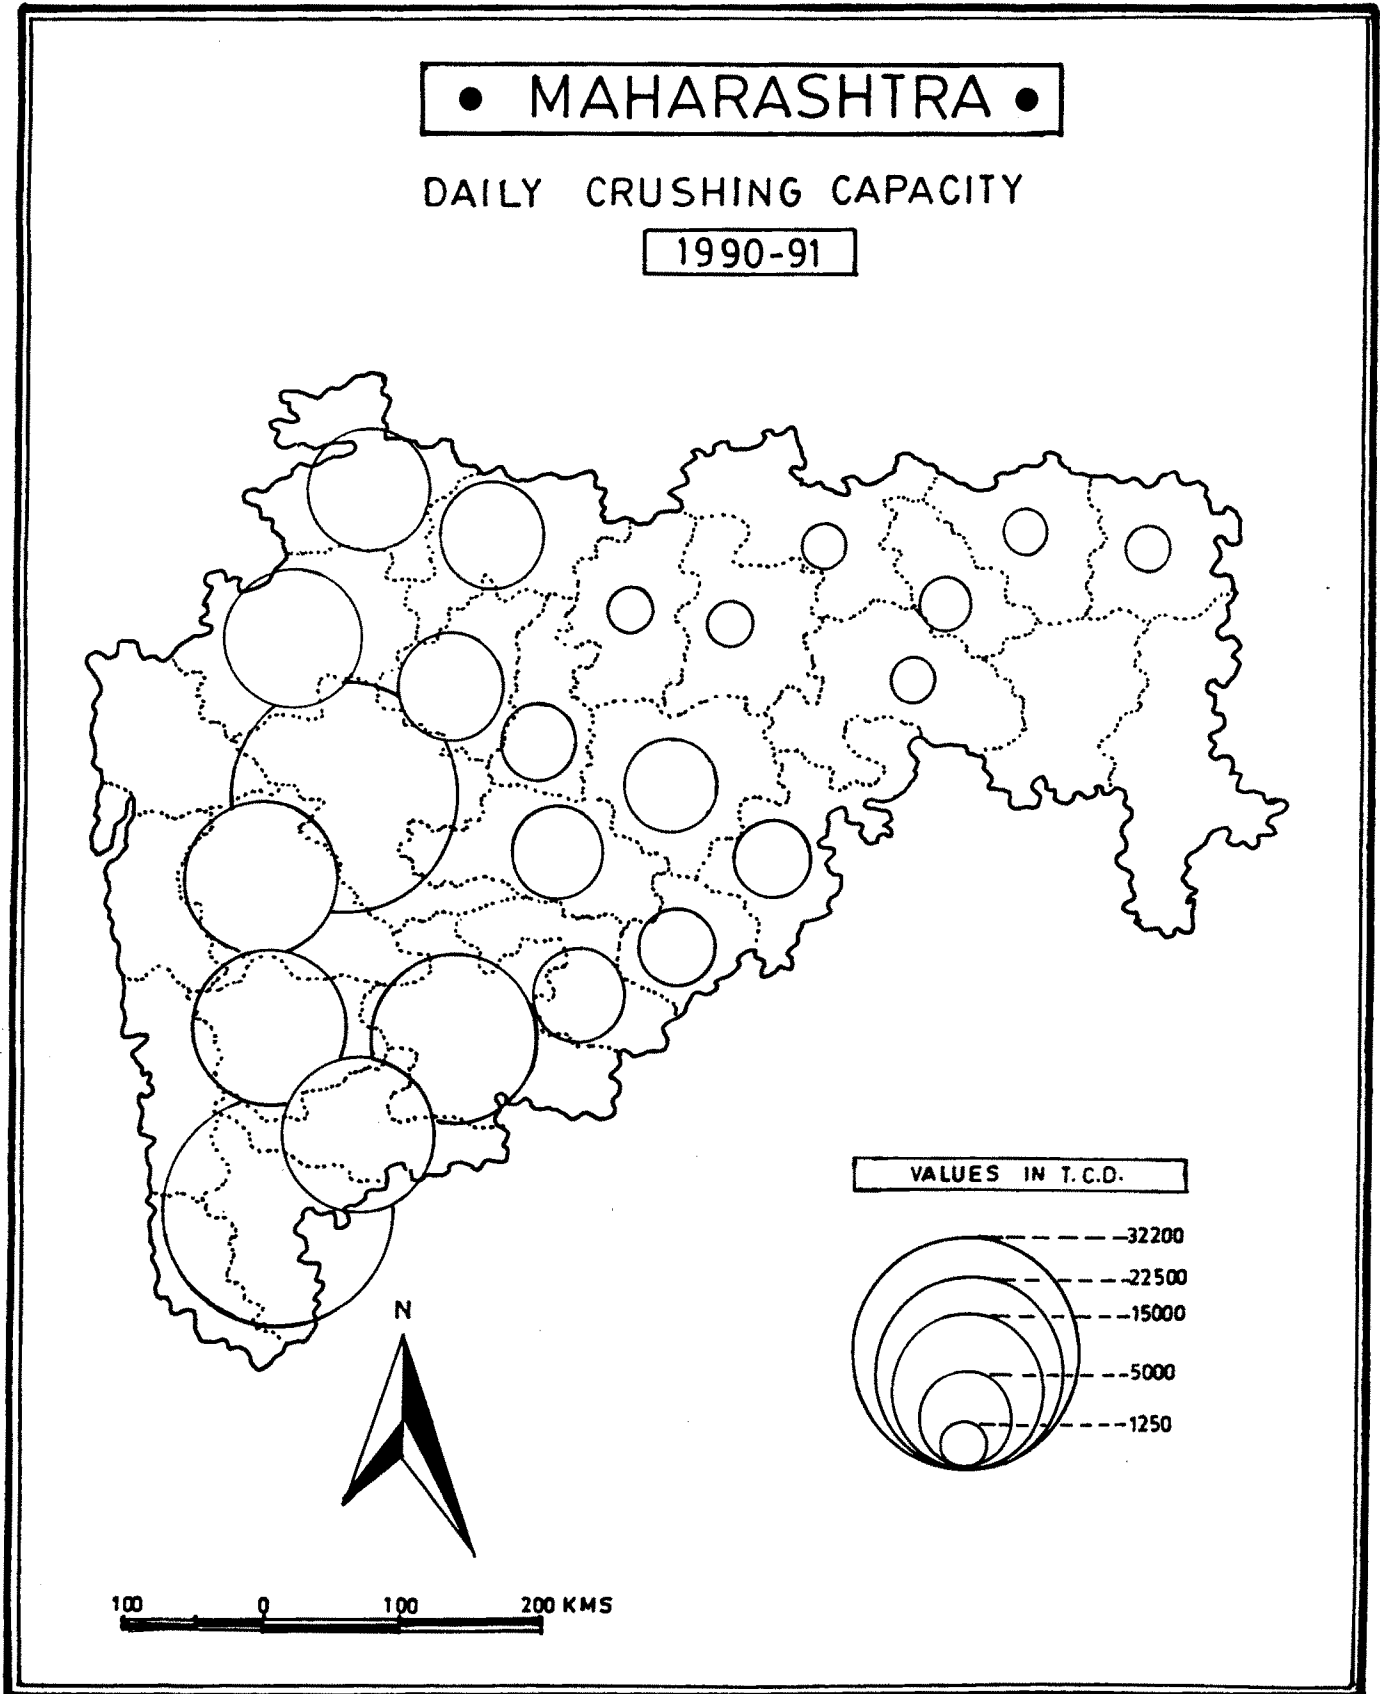 • MAHARASHTRA •
DAILY CRUSHING CAPACITY
1990-91
VALUES IN T.C.D.
32200
22500
15000
5000
1250
N
100 0 100 200 KMS